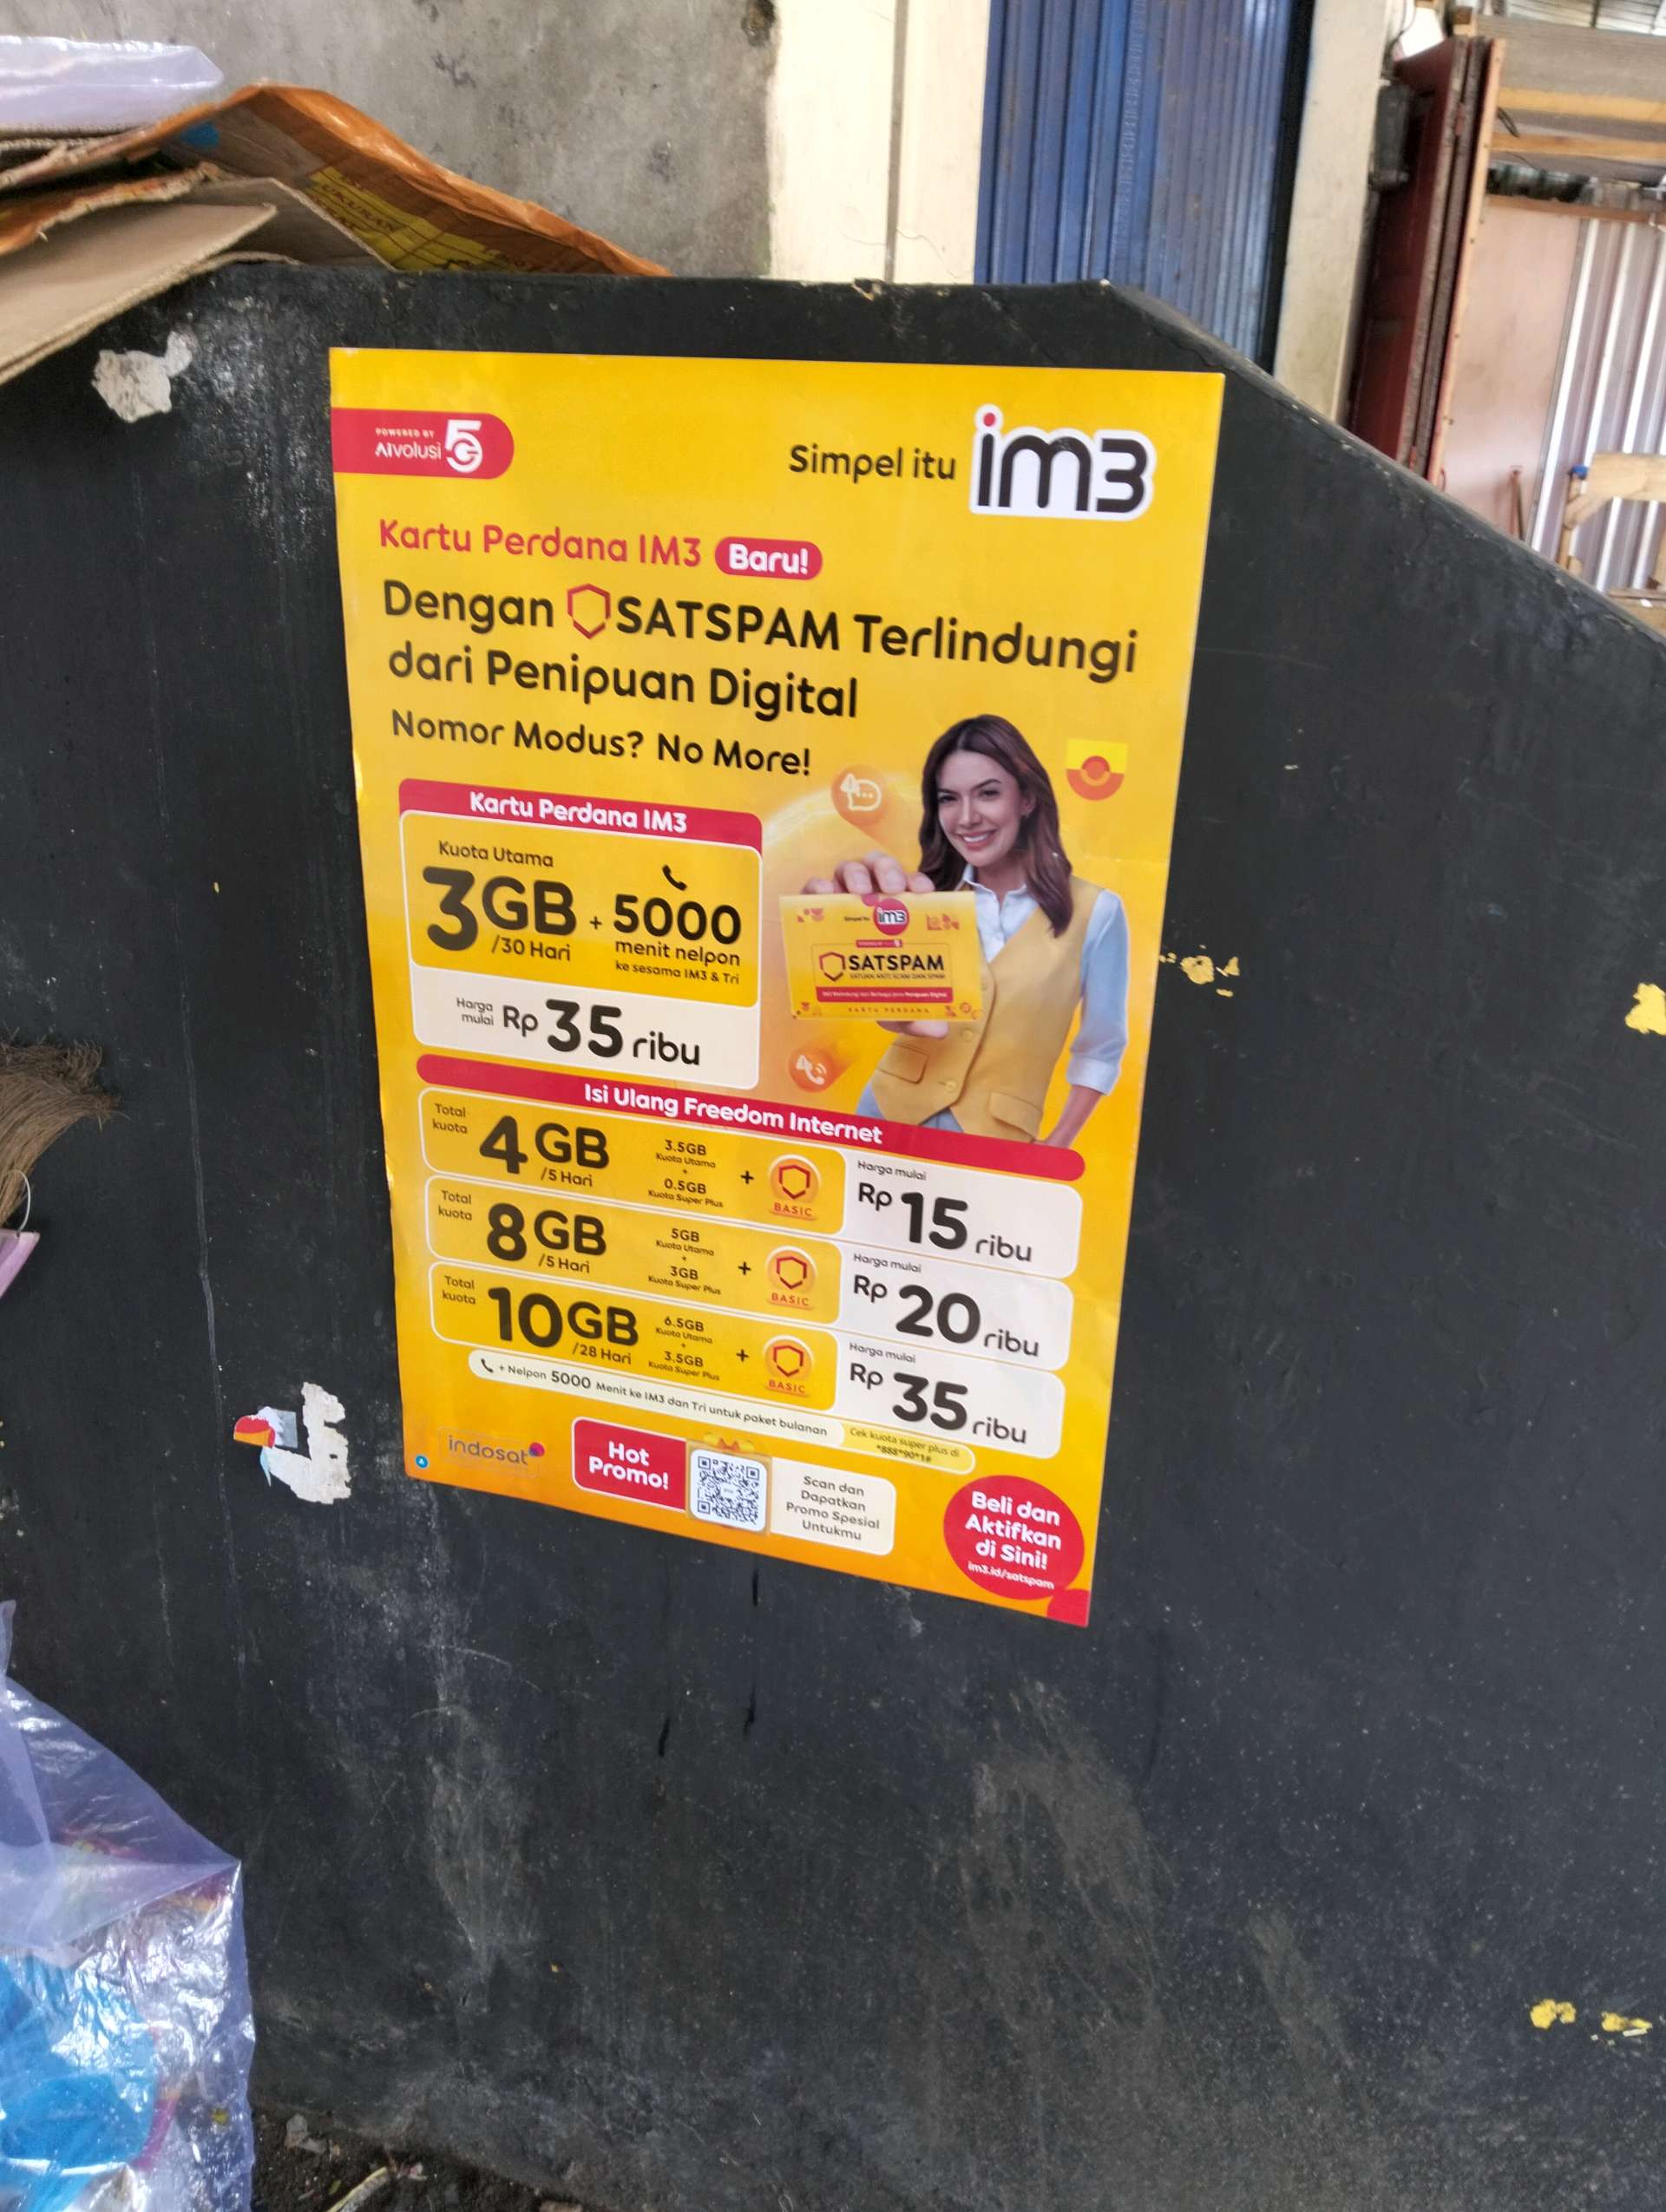 POWERED BY
AIvolusi 5G
Simpel itu im3
Kartu Perdana IM3 Baru!
Dengan SATSPAM Terlindungi
dari Penipuan Digital
Nomor Modus? No More!
Kartu Perdana IM3
Kuota Utama
3GB /30 Hari + 5000
menit nelpon
ke sesama IM3 & Tri
Harga
mulai Rp 35 ribu
Simpel itu im3
SATSPAM
KARTU PERDANA
Isi Ulang Freedom Internet
Total
kuota
4GB
/5 Hari
3.5GB
Kuota Utama
+
0.5GB
Kuota Super Plus
+
BASIC
Harga mulai
Rp 15 ribu
Total
kuota
8GB
/5 Hari
5GB
Kuota Utama
+
3GB
Kuota Super Plus
+
BASIC
Harga mulai
Rp 20 ribu
Total
kuota
10GB
/28 Hari
6.5GB
Kuota Utama
+
3.5GB
Kuota Super Plus
+
BASIC
Harga mulai
Rp 35 ribu
+ Nelpon 5000 Menit ke IM3 dan Tri untuk paket bulanan
Cek kuota super plus di
*888*90*1#
indosat
Hot
Promo!
Scan dan
Dapatkan
Promo Spesial
Untukmu
Beli dan
Aktifkan
di Sini!
im3.id/satspam